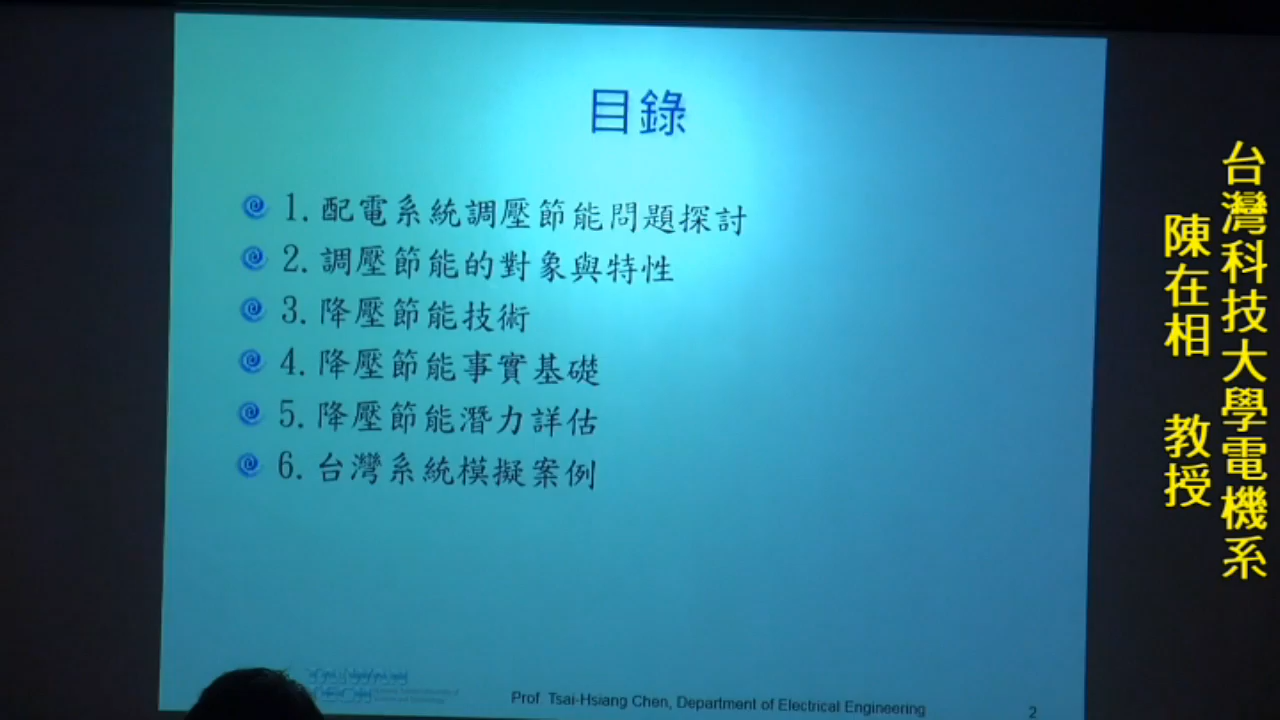 目錄
1.配電系統調壓節能問題探討
2.調壓節能的對象與特性
3.降壓節能技術
4.降壓節能事實基礎
5.降壓節能潛力評估
6.台灣系統模擬案例
Prof. Tsai-Hsiang Chen, Department of Electrical Engineering
2
台灣科技大學電機系
陳在相 教授